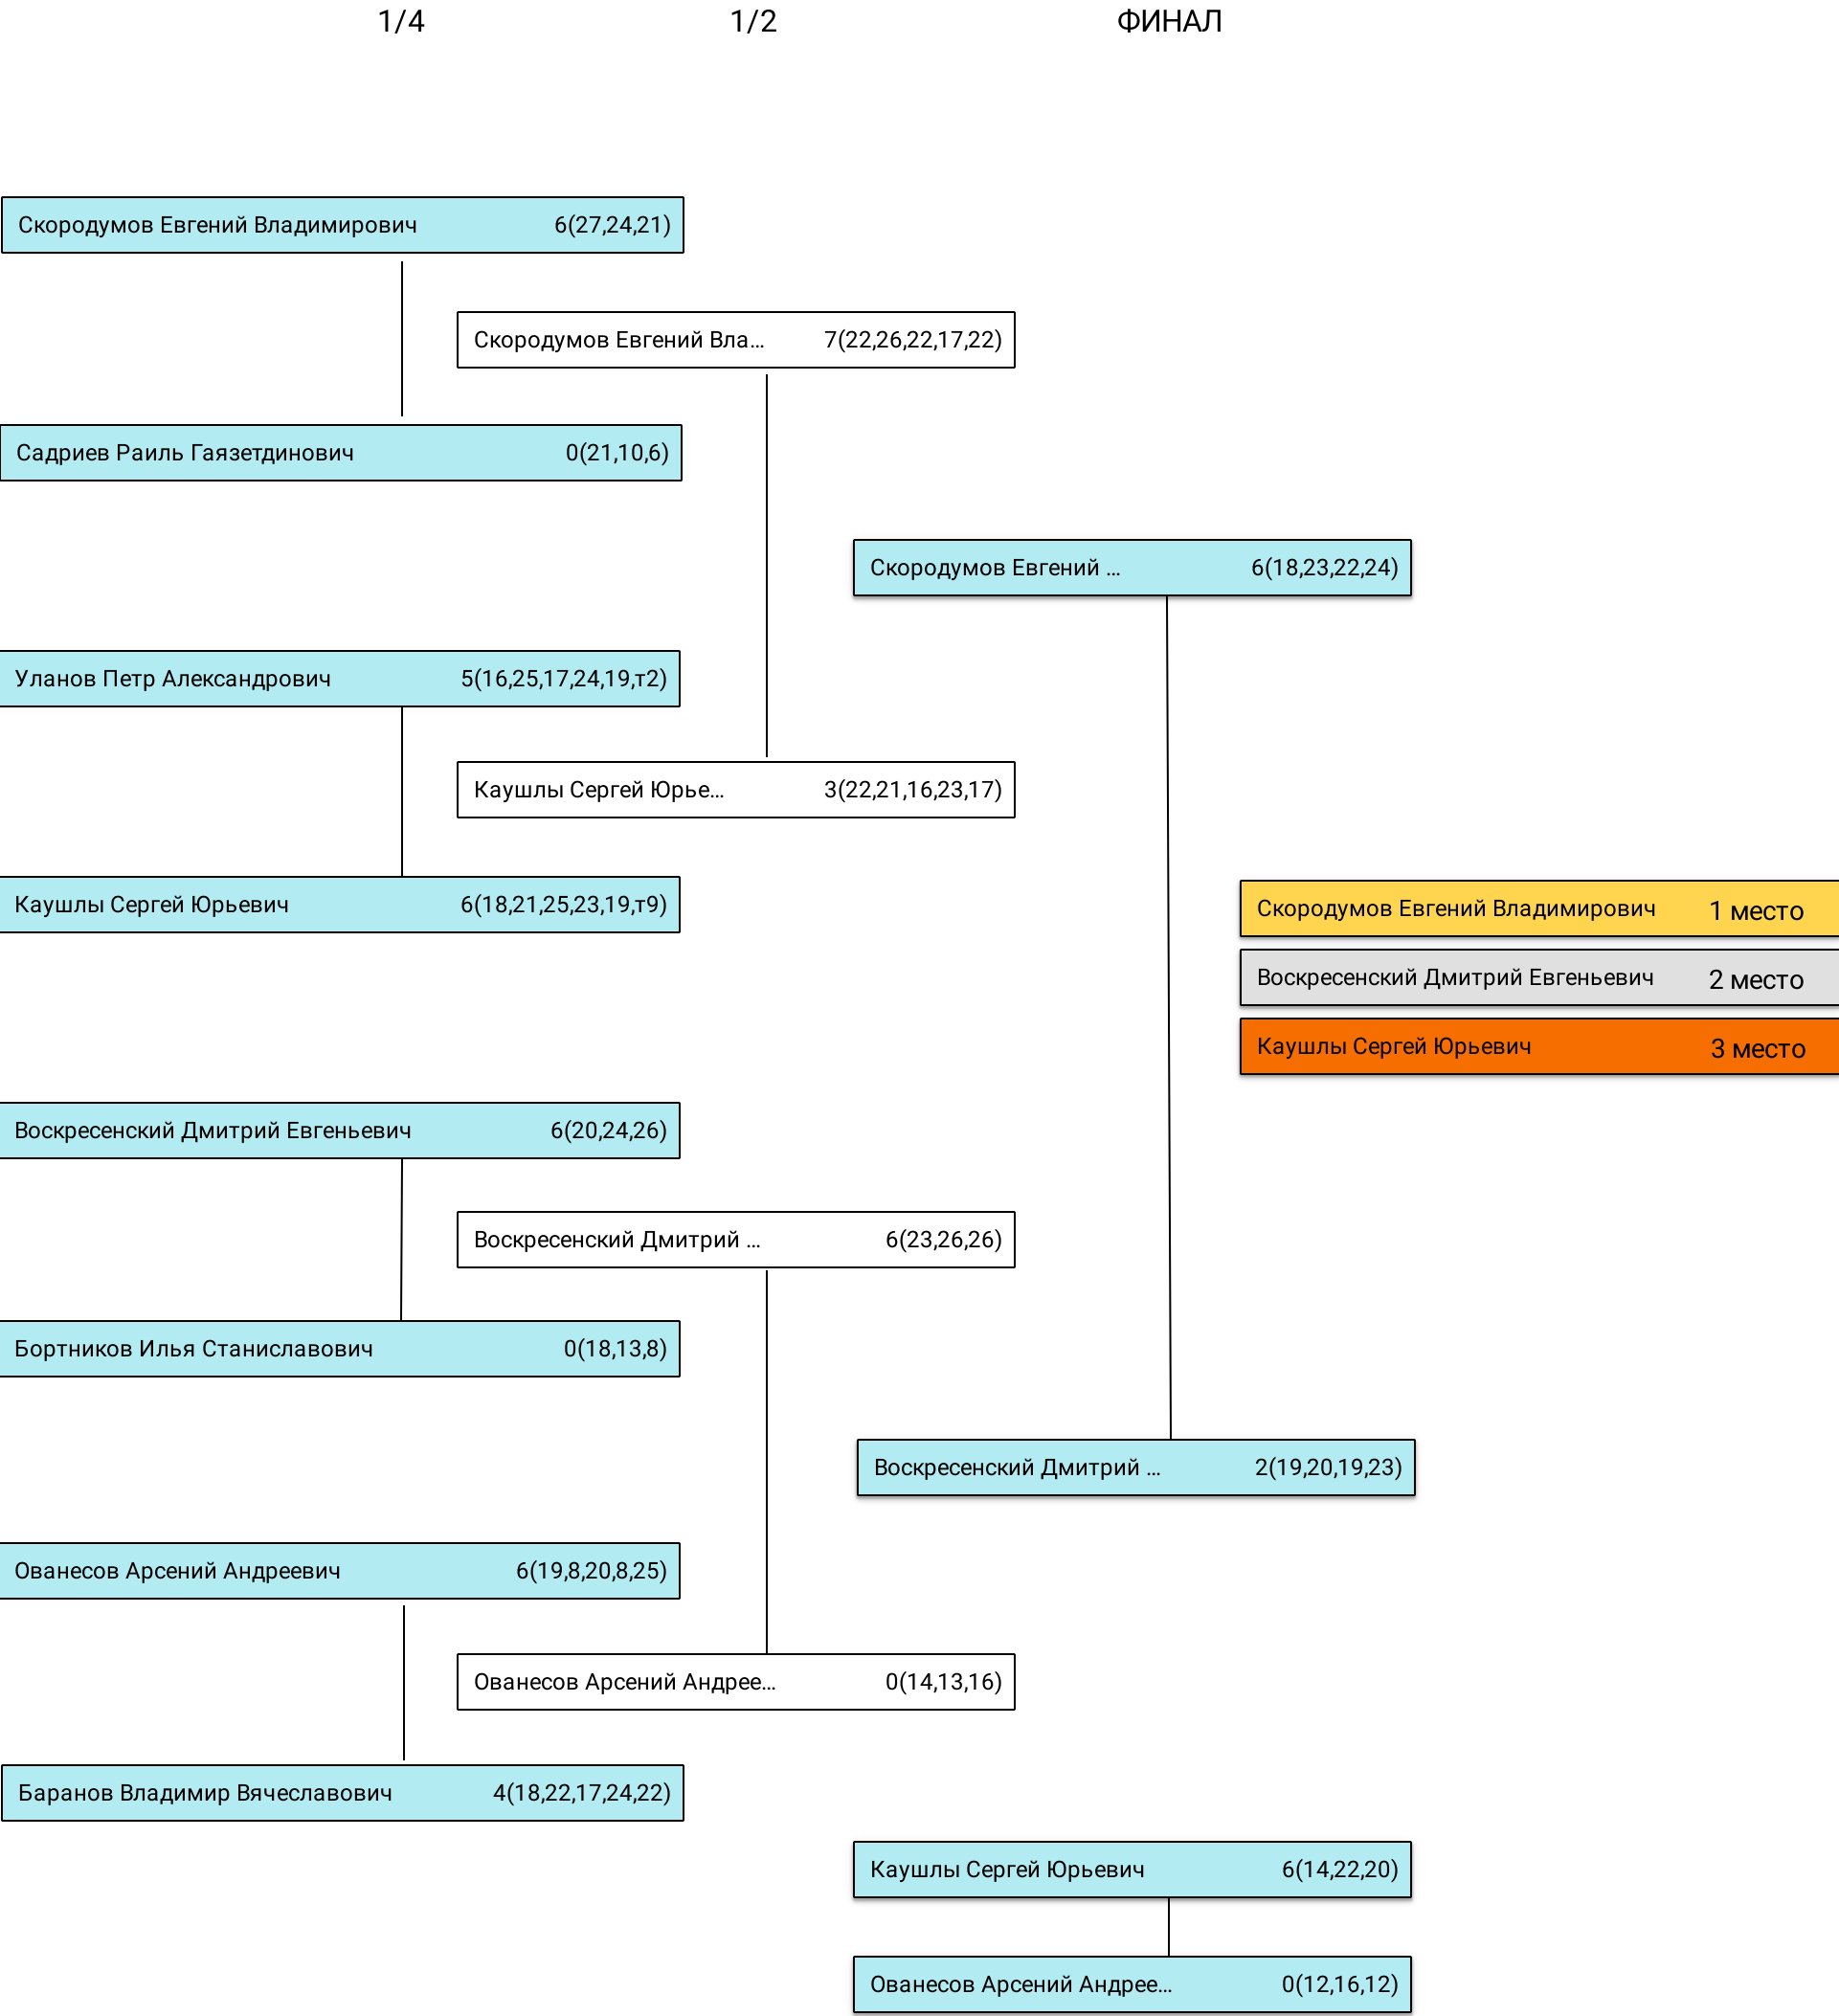 1/4 1/2 ФИНАЛ
Скородумов Евгений Владимирович 6(27,24,21)
Скородумов Евгений Вла... 7(22,26,22,17,22)
Садриев Раиль Гаязетдинович 0(21,10,6)
Скородумов Евгений ... 6(18,23,22,24)
Уланов Петр Александрович 5(16,25,17,24,19,т2)
Каушлы Сергей Юрье... 3(22,21,16,23,17)
Каушлы Сергей Юрьевич 6(18,21,25,23,19,т9)
Скородумов Евгений Владимирович 1 место
Воскресенский Дмитрий Евгеньевич 2 место
Каушлы Сергей Юрьевич 3 место
Воскресенский Дмитрий Евгеньевич 6(20,24,26)
Воскресенский Дмитрий ... 6(23,26,26)
Бортников Илья Станиславович 0(18,13,8)
Воскресенский Дмитрий ... 2(19,20,19,23)
Ованесов Арсений Андреевич 6(19,8,20,8,25)
Ованесов Арсений Андрее... 0(14,13,16)
Баранов Владимир Вячеславович 4(18,22,17,24,22)
Каушлы Сергей Юрьевич 6(14,22,20)
Ованесов Арсений Андрее... 0(12,16,12)